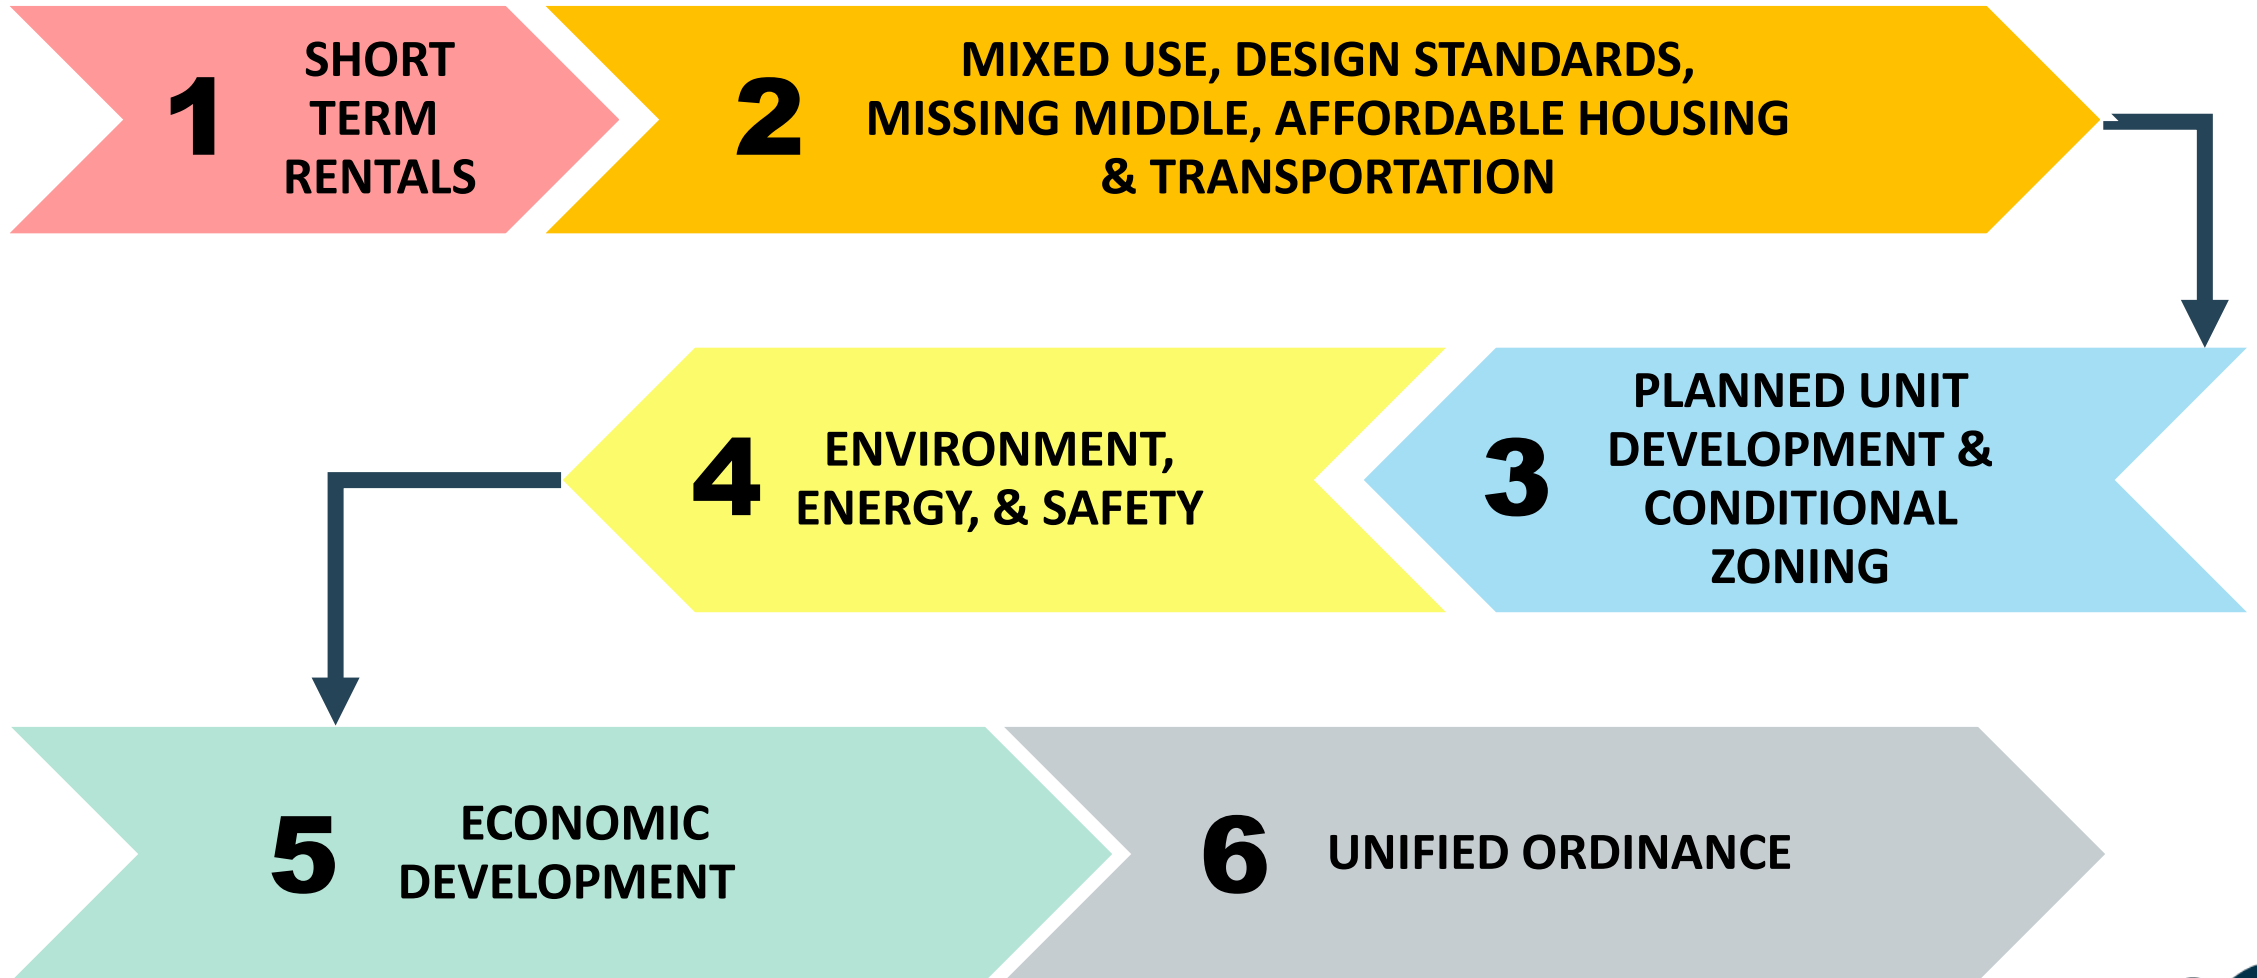 1
SHORT
TERM
RENTALS
2
MIXED USE, DESIGN STANDARDS,
MISSING MIDDLE, AFFORDABLE HOUSING
& TRANSPORTATION
3
PLANNED UNIT
DEVELOPMENT &
CONDITIONAL
ZONING
4
ENVIRONMENT,
ENERGY, & SAFETY
5
ECONOMIC
DEVELOPMENT
6
UNIFIED ORDINANCE